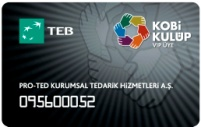 TEB
KOBİ
KULÜP
VIP ÜYE
PRO-TED KURUMSAL TEDARİK HİZMETLERİ A.Ş.
095600052